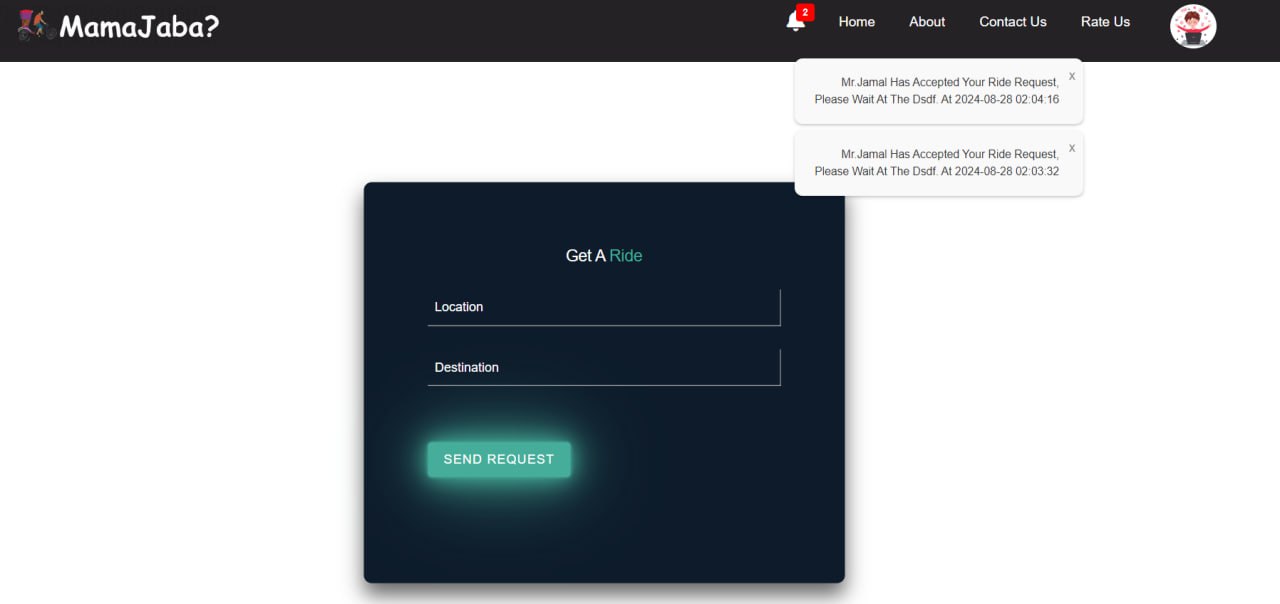 MamaJaba?
2
Home
About
Contact Us
Rate Us
Mr.Jamal Has Accepted Your Ride Request,
x
Please Wait At The Dsdf. At 2024-08-28 02:04:16
Mr.Jamal Has Accepted Your Ride Request,
x
Please Wait At The Dsdf. At 2024-08-28 02:03:32
Get A Ride
Location
Destination
SEND REQUEST